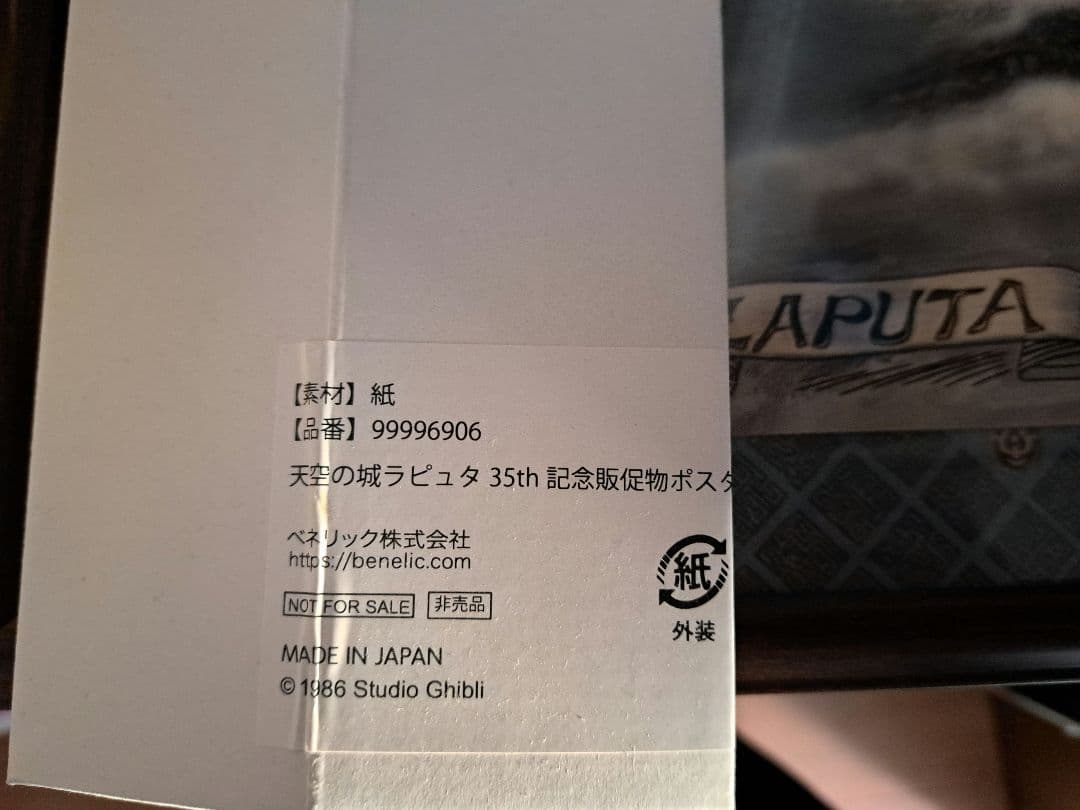 【素材】紙
【品番】99996906
天空の城ラピュタ 35th 記念販促物ポスタ
ベネリック株式会社
https://benelic.com
NOT FOR SALE 非売品
MADE IN JAPAN
©1986 Studio Ghibli
紙
外装
LAPUTA